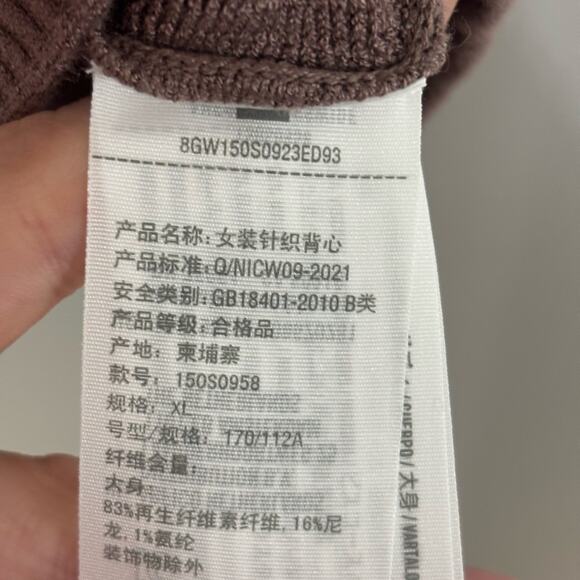 8GW150S0923ED93
产品名称: 女装针织背心
产品标准: Q/NICW09-2021
安全类别: GB18401-2010 B类
产品等级: 合格品
产地: 柬埔寨
款号: 150S0958
规格: XL
号型/规格: 170/112A
纤维含量:
大身:
83%再生纤维素纤维, 16%尼
龙, 1%氨纶
装饰物除外
/ 大身 /